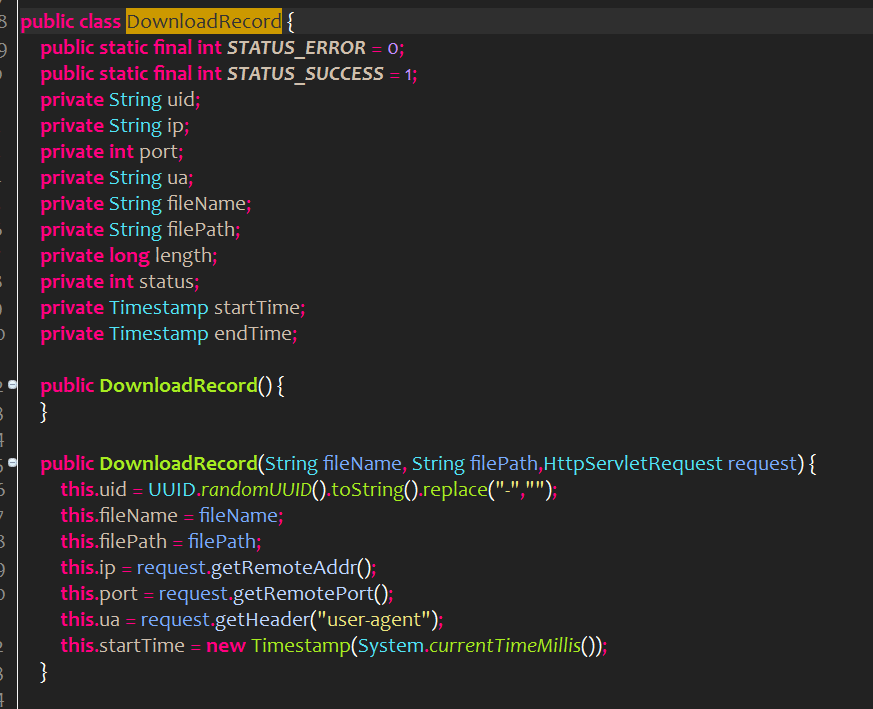 public class DownloadRecord {
public static final int STATUS_ERROR = 0;
public static final int STATUS_SUCCESS = 1;
private String uid;
private String ip;
private int port;
private String ua;
private String fileName;
private String filePath;
private long length;
private int status;
private Timestamp startTime;
private Timestamp endTime;
public DownloadRecord() {
}
public DownloadRecord(String fileName, String filePath,HttpServletRequest request) {
this.uid = UUID.randomUUID().toString().replace("-","");
this.fileName = fileName;
this.filePath = filePath;
this.ip = request.getRemoteAddr();
this.port = request.getRemotePort();
this.ua = request.getHeader("user-agent");
this.startTime = new Timestamp(System.currentTimeMillis());
}